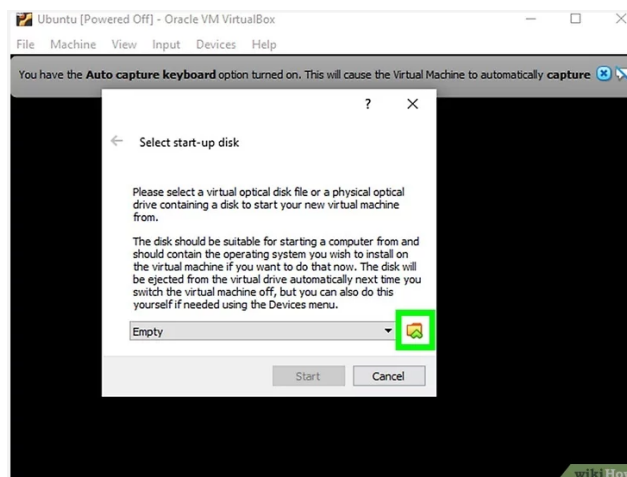 Ubuntu [Powered Off] - Oracle VM VirtualBox
File Machine View Input Devices Help
You have the Auto capture keyboard option turned on. This will cause the Virtual Machine to automatically capture
?
Select start-up disk
Please select a virtual optical disk file or a physical optical
drive containing a disk to start your new virtual machine
from.
The disk should be suitable for starting a computer from and
should contain the operating system you wish to install on
the virtual machine if you want to do that now. The disk will
be ejected from the virtual drive automatically next time you
switch the virtual machine off, but you can also do this
yourself if needed using the Devices menu.
Empty
Start Cancel
wikiHow